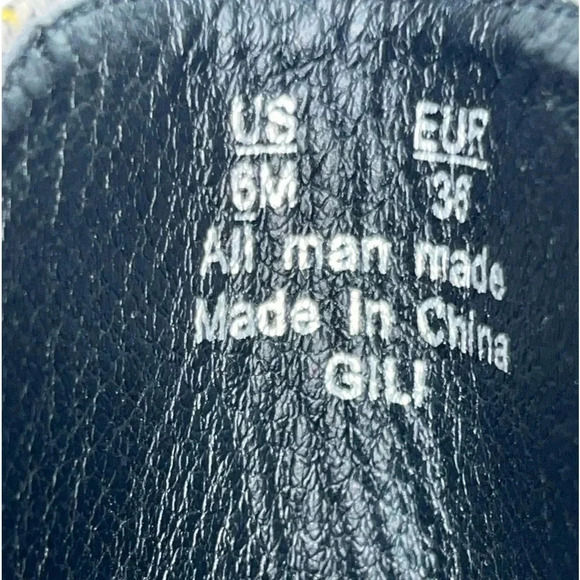 US EUR
6M 36
All man made
Made In China
GILI